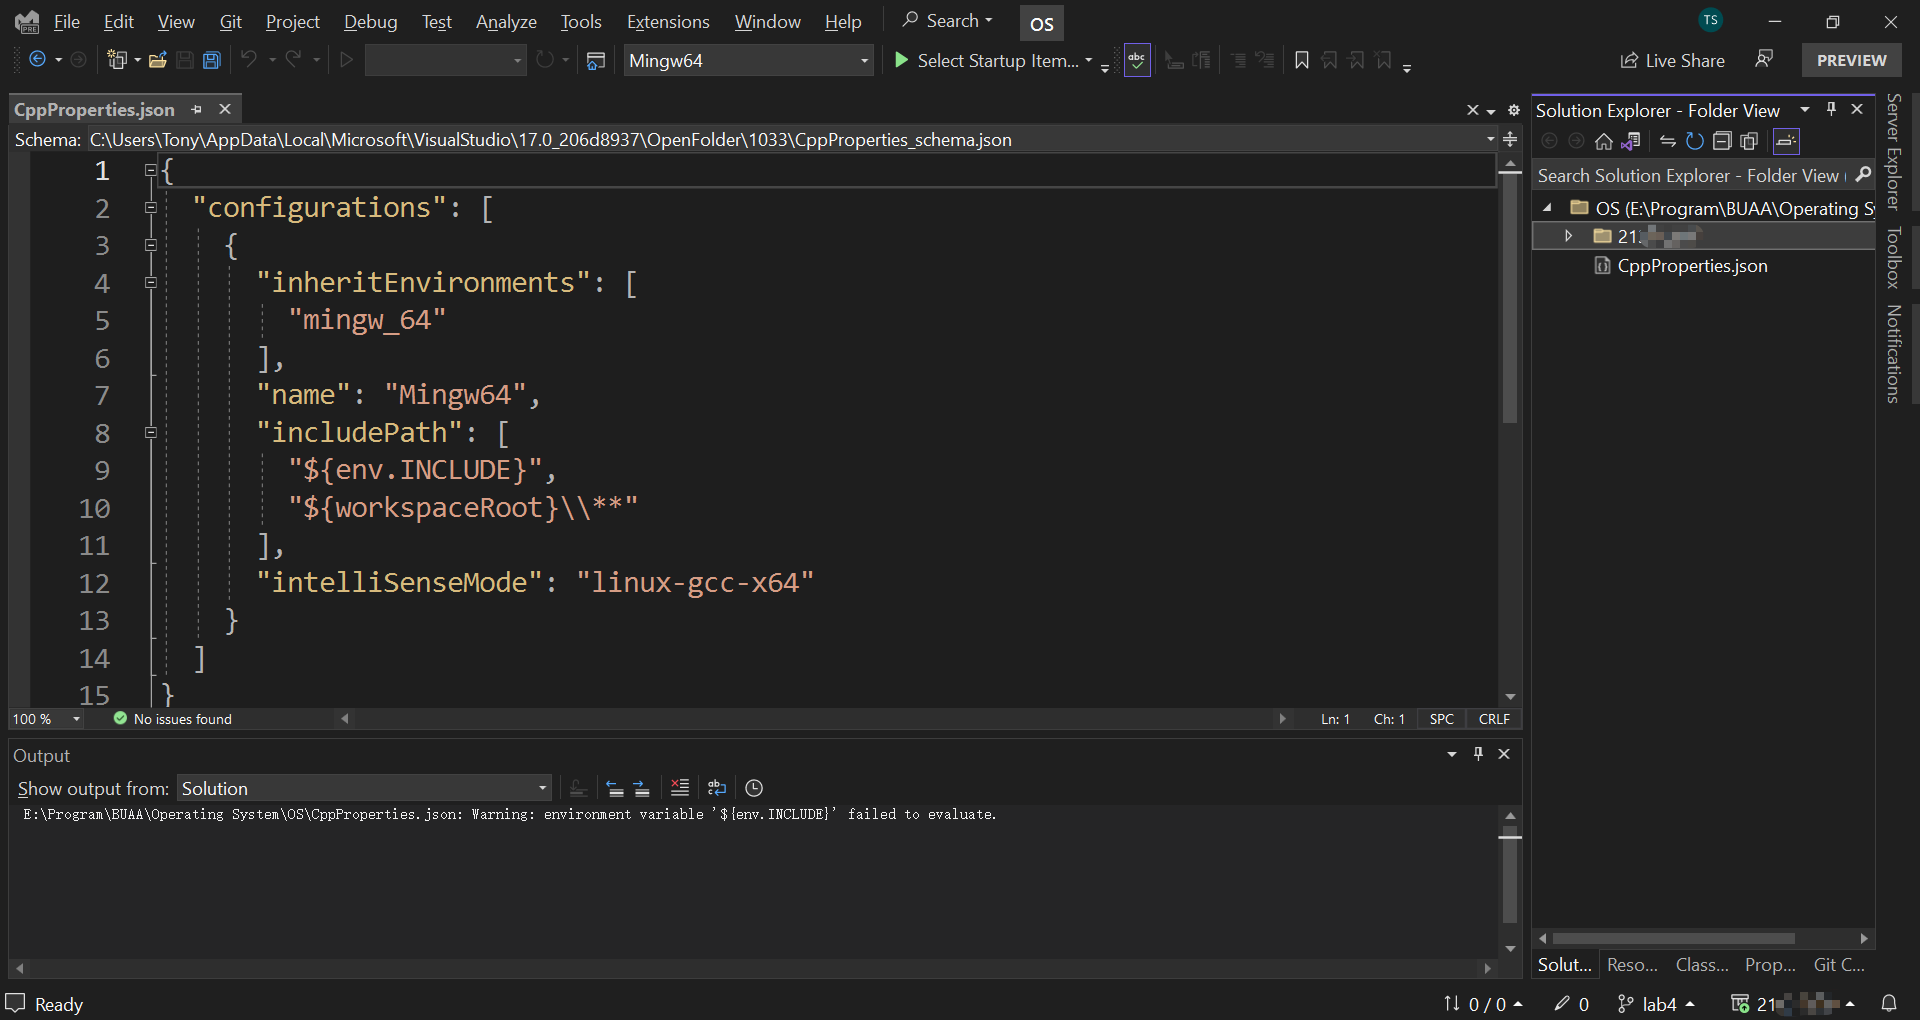 File Edit View Git Project Debug Test Analyze Tools Extensions Window Help Search OS TS
Mingw64 Select Startup Item... abc Live Share PREVIEW
CppProperties.json
Schema: C:\Users\Tony\AppData\Local\Microsoft\VisualStudio\17.0_206d8937\OpenFolder\1033\CppProperties_schema.json
1 {
2 "configurations": [
3 {
4 "inheritEnvironments": [
5 "mingw_64"
6 ],
7 "name": "Mingw64",
8 "includePath": [
9 "${env.INCLUDE}",
10 "${workspaceRoot}\\**"
11 ],
12 "intelliSenseMode": "linux-gcc-x64"
13 }
14 ]
15 }
100 % No issues found Ln: 1 Ch: 1 SPC CRLF
Output
Show output from: Solution
E:\Program\BUAA\Operating System\OS\CppProperties.json: Warning: environment variable '${env.INCLUDE}' failed to evaluate.
Solution Explorer - Folder View
Search Solution Explorer - Folder View (
OS (E:\Program\BUAA\Operating Sy
21
CppProperties.json
Solut... Reso... Class... Prop... Git C...
Server Explorer
Toolbox
Notifications
Ready 0 / 0 0 lab4 21